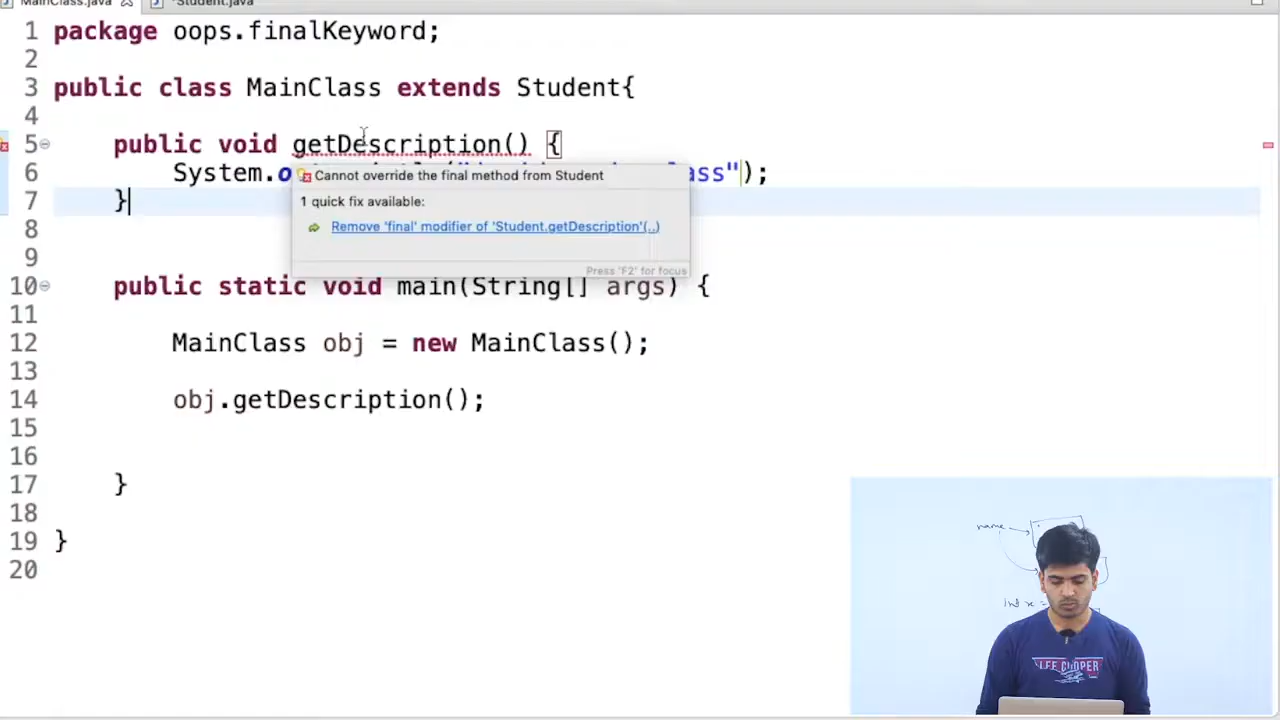 MainClass.java *Student.java
1 package oops.finalKeyword;
2
3 public class MainClass extends Student{
4
5 public void getDescription() {
6 System.o ass");
Cannot override the final method from Student
7 }
1 quick fix available:
8 Remove 'final' modifier of 'Student.getDescription'(..)
9
Press 'F2' for focus
10 public static void main(String[] args) {
11
12 MainClass obj = new MainClass();
13
14 obj.getDescription();
15
16
17 }
18
19 }
20
name
int x =
LEE COOPER